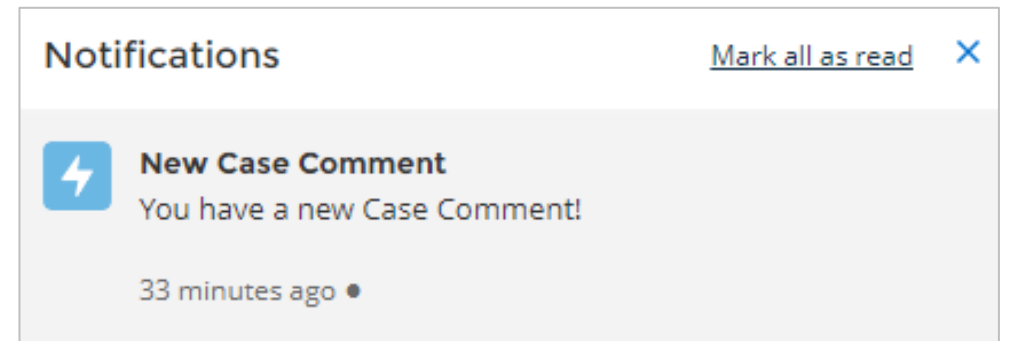 Notifications
Mark all as read
New Case Comment
You have a new Case Comment!
33 minutes ago